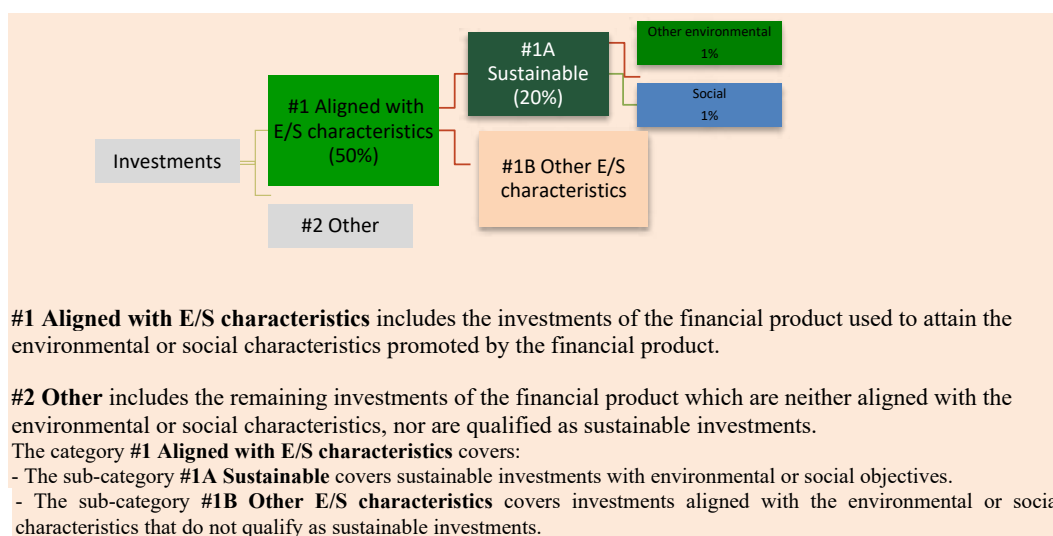 Other environmental
1%
#1A
Sustainable
(20%)
Social
1%
#1 Aligned with
E/S characteristics
(50%)
Investments
#1B Other E/S
characteristics
#2 Other
#1 Aligned with E/S characteristics includes the investments of the financial product used to attain the
environmental or social characteristics promoted by the financial product.
#2 Other includes the remaining investments of the financial product which are neither aligned with the
environmental or social characteristics, nor are qualified as sustainable investments.
The category #1 Aligned with E/S characteristics covers:
- The sub-category #1A Sustainable covers sustainable investments with environmental or social objectives.
- The sub-category #1B Other E/S characteristics covers investments aligned with the environmental or socia
characteristics that do not qualify as sustainable investments.